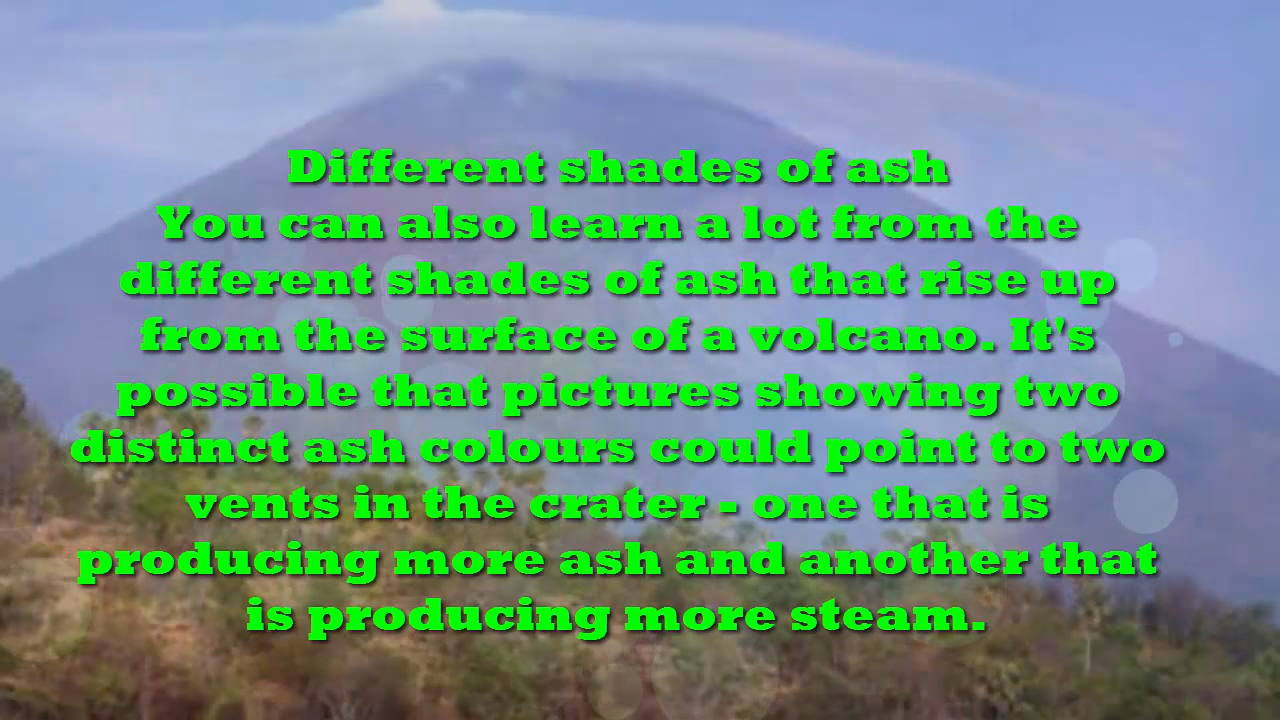 Different shades of ash
You can also learn a lot from the
different shades of ash that rise up
from the surface of a volcano. It's
possible that pictures showing two
distinct ash colours could point to two
vents in the crater - one that is
producing more ash and another that
is producing more steam.